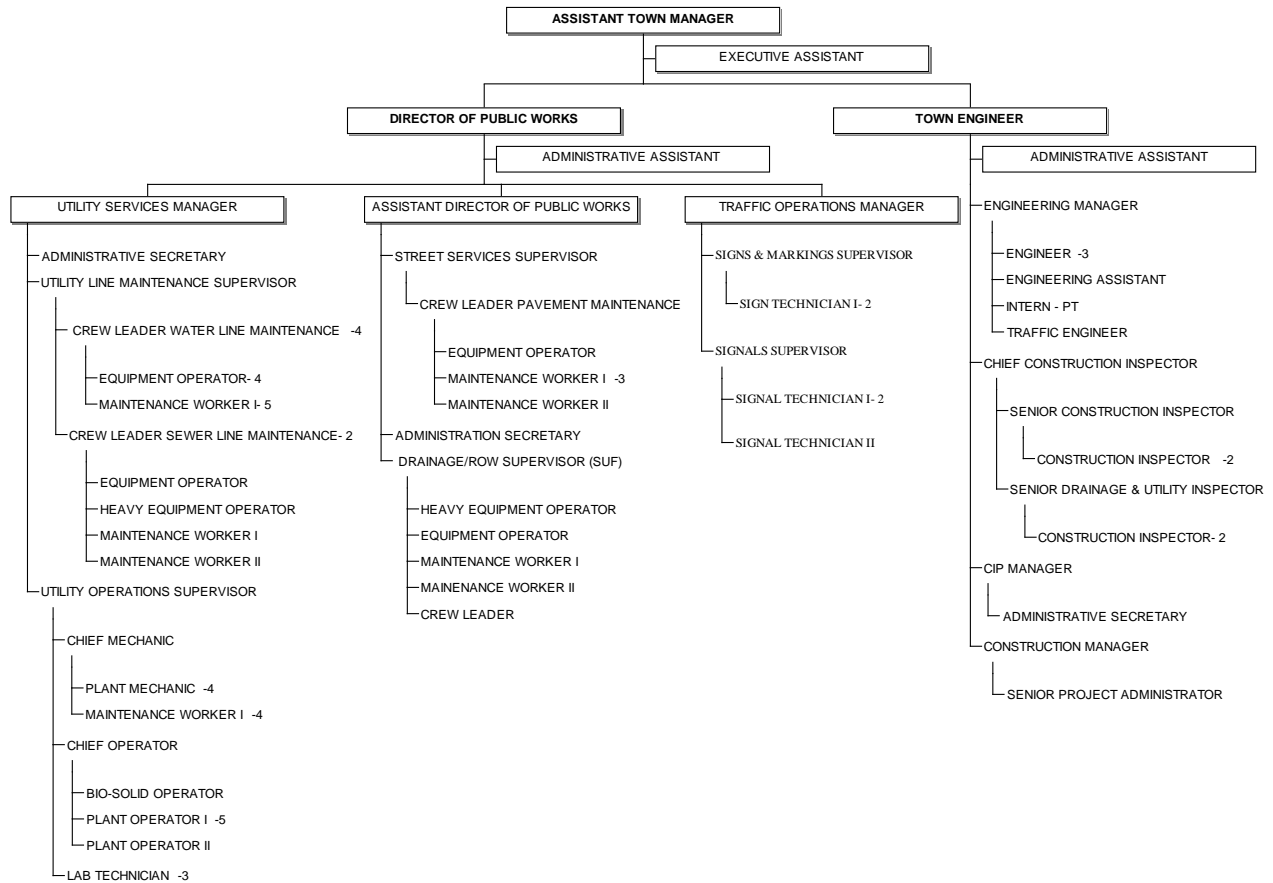 ASSISTANT TOWN MANAGER
EXECUTIVE ASSISTANT
DIRECTOR OF PUBLIC WORKS
ADMINISTRATIVE ASSISTANT
UTILITY SERVICES MANAGER
ADMINISTRATIVE SECRETARY
UTILITY LINE MAINTENANCE SUPERVISOR
CREW LEADER WATER LINE MAINTENANCE -4
EQUIPMENT OPERATOR- 4
MAINTENANCE WORKER I- 5
CREW LEADER SEWER LINE MAINTENANCE- 2
EQUIPMENT OPERATOR
HEAVY EQUIPMENT OPERATOR
MAINTENANCE WORKER I
MAINTENANCE WORKER II
UTILITY OPERATIONS SUPERVISOR
CHIEF MECHANIC
PLANT MECHANIC -4
MAINTENANCE WORKER I -4
CHIEF OPERATOR
BIO-SOLID OPERATOR
PLANT OPERATOR I -5
PLANT OPERATOR II
LAB TECHNICIAN -3
ASSISTANT DIRECTOR OF PUBLIC WORKS
STREET SERVICES SUPERVISOR
CREW LEADER PAVEMENT MAINTENANCE
EQUIPMENT OPERATOR
MAINTENANCE WORKER I -3
MAINTENANCE WORKER II
ADMINISTRATION SECRETARY
DRAINAGE/ROW SUPERVISOR (SUF)
HEAVY EQUIPMENT OPERATOR
EQUIPMENT OPERATOR
MAINTENANCE WORKER I
MAINENANCE WORKER II
CREW LEADER
TRAFFIC OPERATIONS MANAGER
SIGNS & MARKINGS SUPERVISOR
SIGN TECHNICIAN I- 2
SIGNALS SUPERVISOR
SIGNAL TECHNICIAN I- 2
SIGNAL TECHNICIAN II
TOWN ENGINEER
ADMINISTRATIVE ASSISTANT
ENGINEERING MANAGER
ENGINEER -3
ENGINEERING ASSISTANT
INTERN - PT
TRAFFIC ENGINEER
CHIEF CONSTRUCTION INSPECTOR
SENIOR CONSTRUCTION INSPECTOR
CONSTRUCTION INSPECTOR -2
SENIOR DRAINAGE & UTILITY INSPECTOR
CONSTRUCTION INSPECTOR- 2
CIP MANAGER
ADMINISTRATIVE SECRETARY
CONSTRUCTION MANAGER
SENIOR PROJECT ADMINISTRATOR